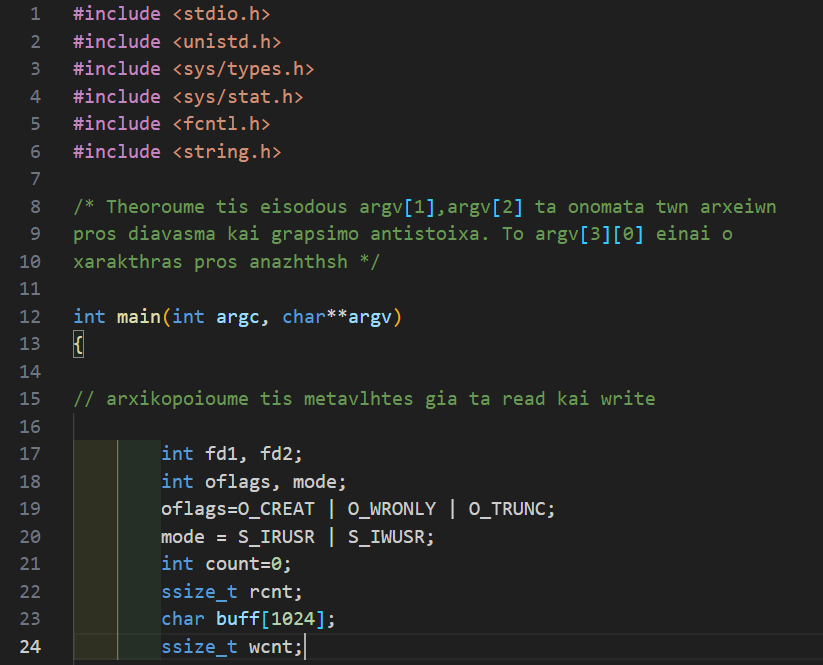 1 #include <stdio.h>
2 #include <unistd.h>
3 #include <sys/types.h>
4 #include <sys/stat.h>
5 #include <fcntl.h>
6 #include <string.h>
7
8 /* Theoroume tis eisodous argv[1],argv[2] ta onomata twn arxeiwn
9 pros diavasma kai grapsimo antistoixa. To argv[3][0] einai o
10 xarakthras pros anazhthsh */
11
12 int main(int argc, char**argv)
13 {
14
15 // arxikopoioume tis metavlhtes gia ta read kai write
16
17 int fd1, fd2;
18 int oflags, mode;
19 oflags=O_CREAT | O_WRONLY | O_TRUNC;
20 mode = S_IRUSR | S_IWUSR;
21 int count=0;
22 ssize_t rcnt;
23 char buff[1024];
24 ssize_t wcnt;